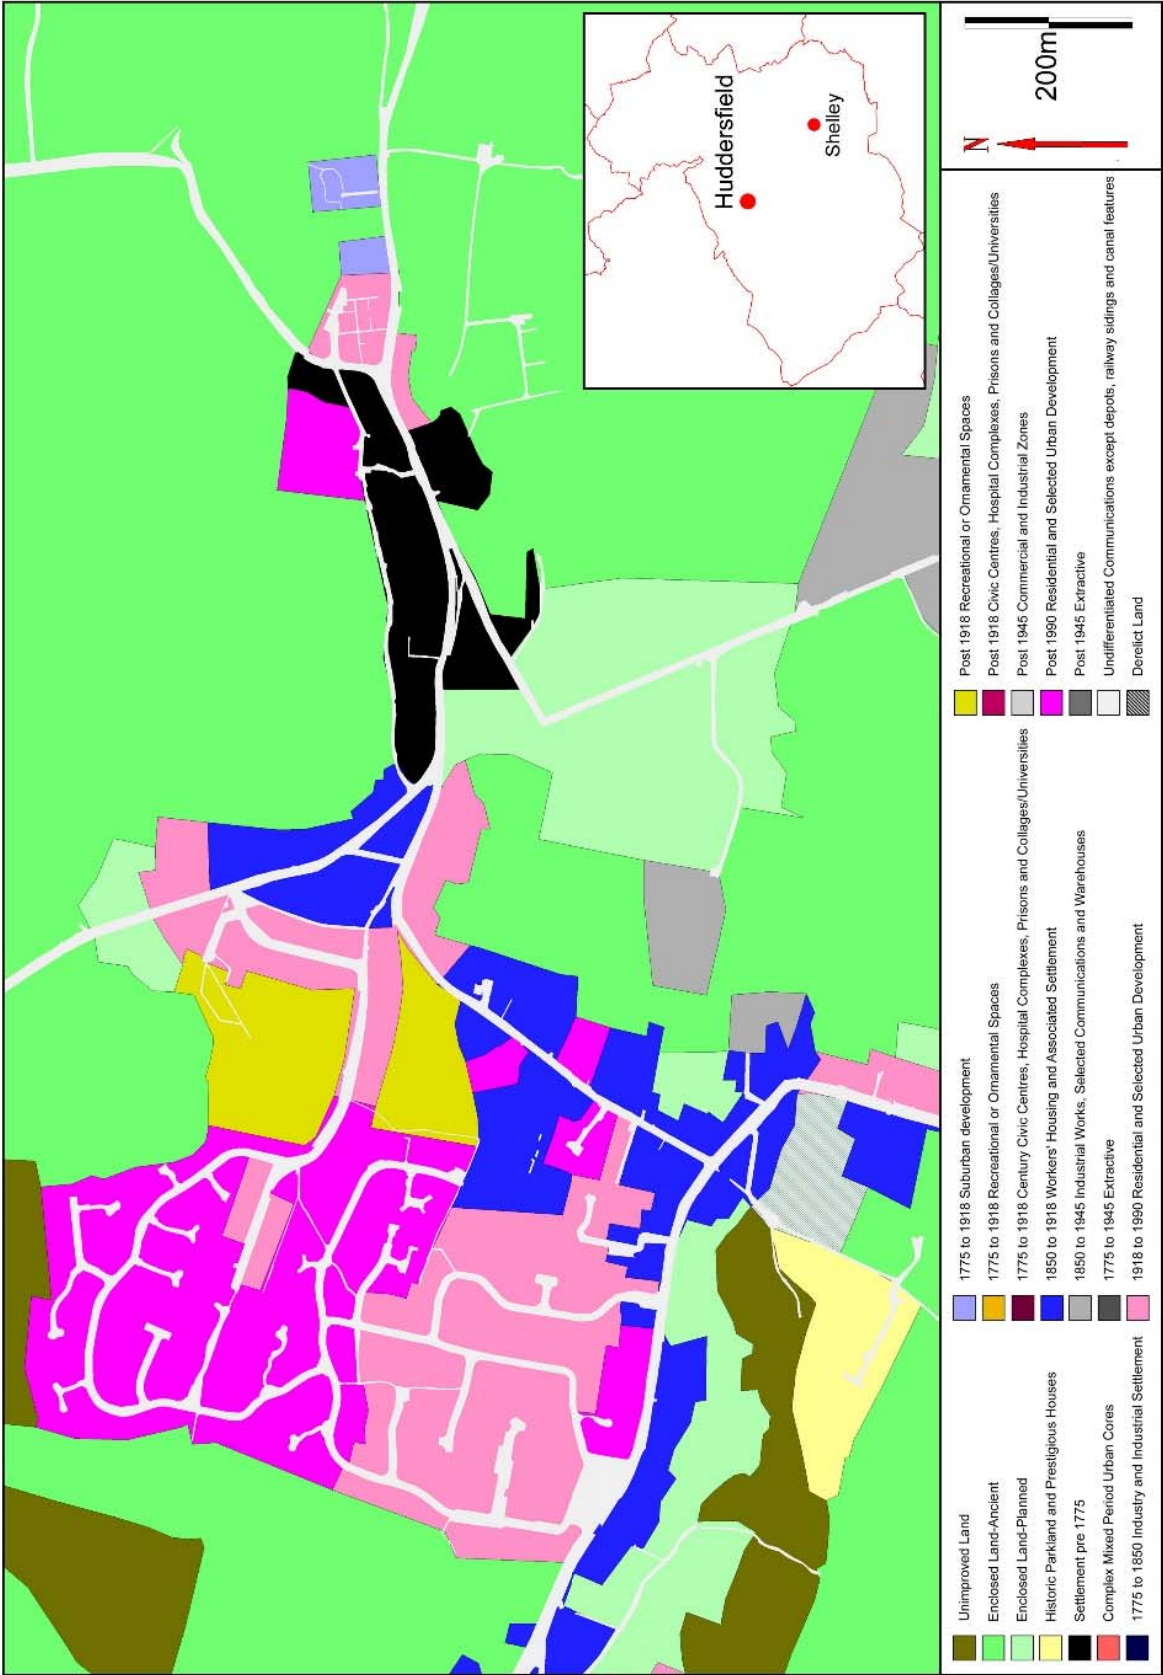 Huddersfield
Shelley
N
200m
Unimproved Land
Enclosed Land-Ancient
Enclosed Land-Planned
Historic Parkland and Prestigious Houses
Settlement pre 1775
Complex Mixed Period Urban Cores
1775 to 1850 Industry and Industrial Settlement
1775 to 1918 Suburban development
1775 to 1918 Recreational or Ornamental Spaces
1775 to 1918 Century Civic Centres, Hospital Complexes, Prisons and Collages/Universities
1850 to 1918 Workers' Housing and Associated Settlement
1850 to 1945 Industrial Works, Selected Communications and Warehouses
1775 to 1945 Extractive
1918 to 1990 Residential and Selected Urban Development
Post 1918 Recreational or Ornamental Spaces
Post 1918 Civic Centres, Hospital Complexes, Prisons and Collages/Universities
Post 1945 Commercial and Industrial Zones
Post 1990 Residential and Selected Urban Development
Post 1945 Extractive
Undifferentiated Communications except depots, railway sidings and canal features
Derelict Land